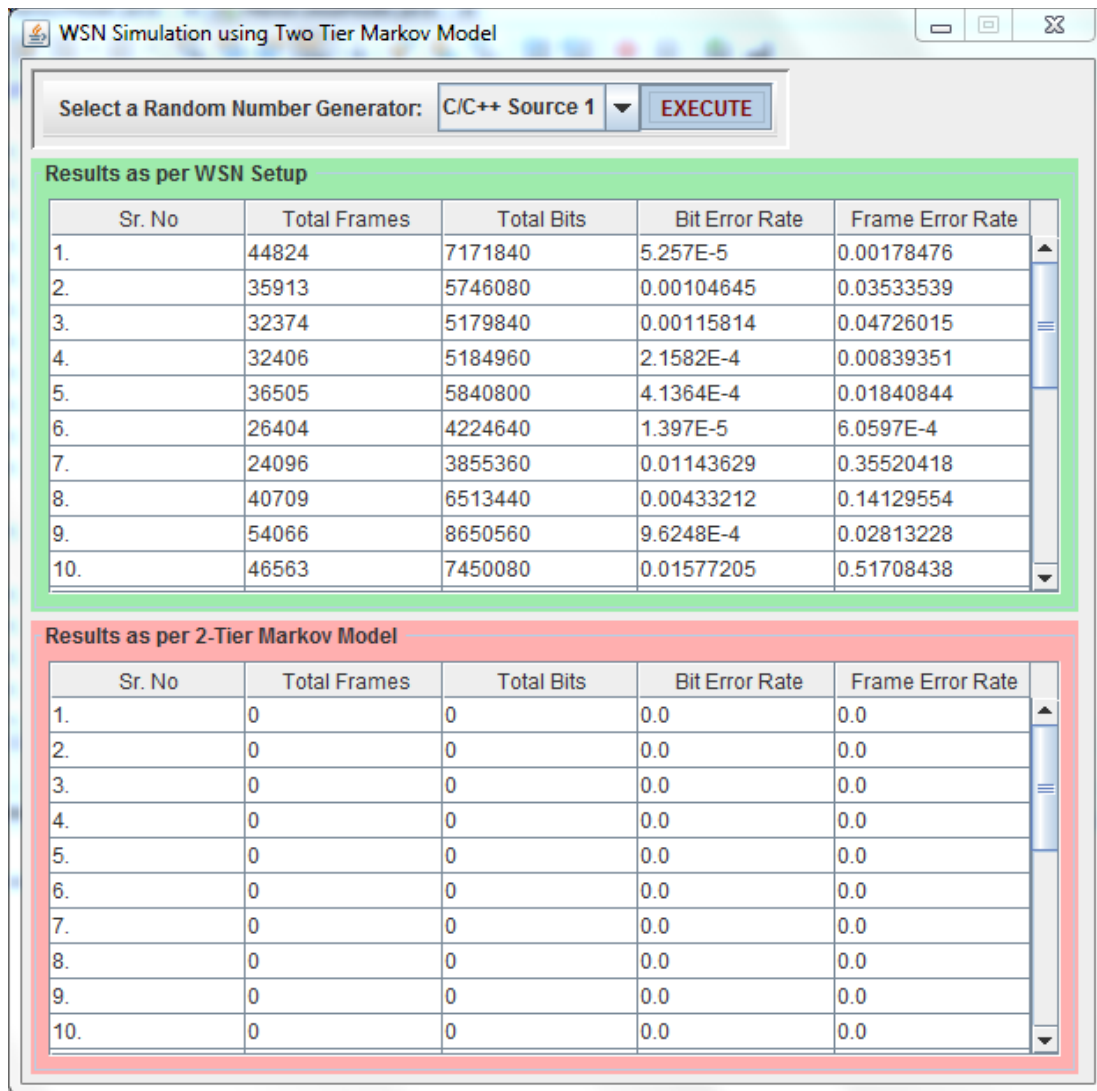 WSN Simulation using Two Tier Markov Model
Select a Random Number Generator: C/C++ Source 1 EXECUTE
Results as per WSN Setup
Sr. No Total Frames Total Bits Bit Error Rate Frame Error Rate
1. 44824 7171840 5.257E-5 0.00178476
2. 35913 5746080 0.00104645 0.03533539
3. 32374 5179840 0.00115814 0.04726015
4. 32406 5184960 2.1582E-4 0.00839351
5. 36505 5840800 4.1364E-4 0.01840844
6. 26404 4224640 1.397E-5 6.0597E-4
7. 24096 3855360 0.01143629 0.35520418
8. 40709 6513440 0.00433212 0.14129554
9. 54066 8650560 9.6248E-4 0.02813228
10. 46563 7450080 0.01577205 0.51708438
Results as per 2-Tier Markov Model
Sr. No Total Frames Total Bits Bit Error Rate Frame Error Rate
1. 0 0 0.0 0.0
2. 0 0 0.0 0.0
3. 0 0 0.0 0.0
4. 0 0 0.0 0.0
5. 0 0 0.0 0.0
6. 0 0 0.0 0.0
7. 0 0 0.0 0.0
8. 0 0 0.0 0.0
9. 0 0 0.0 0.0
10. 0 0 0.0 0.0